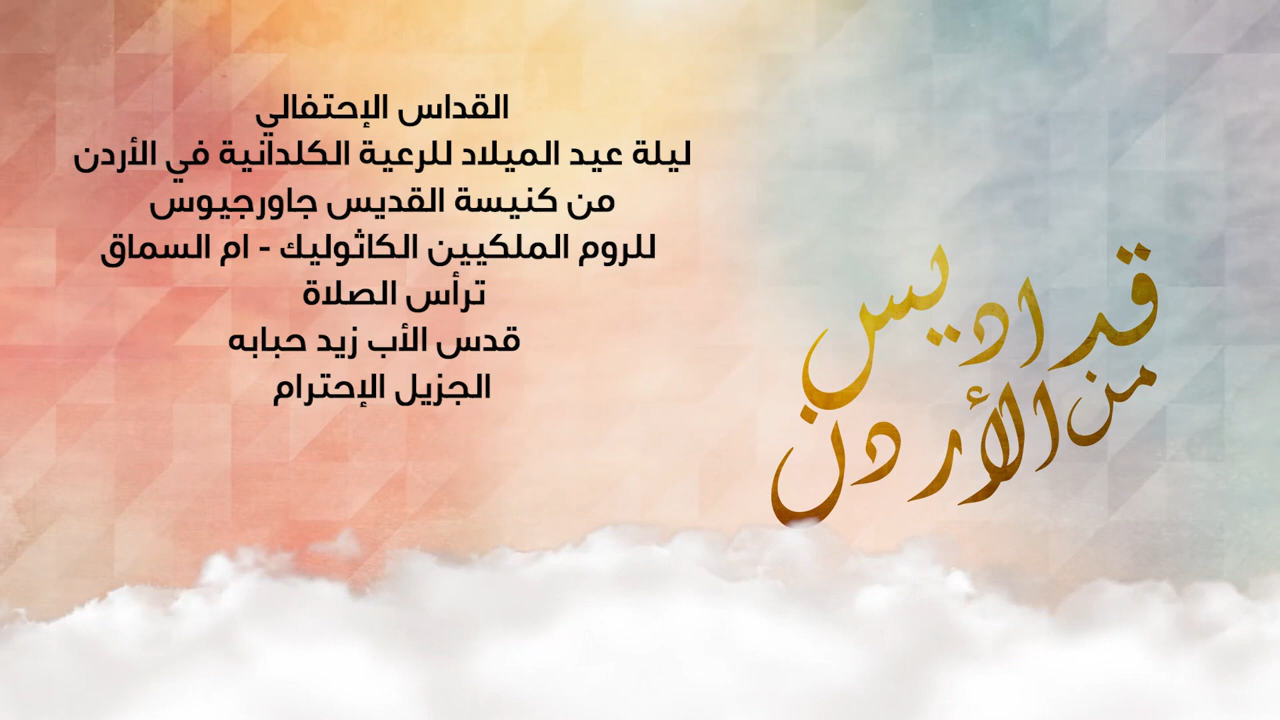 القداس الإحتفالي
ليلة عيد الميلاد للرعية الكلدانية في الأردن
من كنيسة القديس جاورجيوس
للروم الملكيين الكاثوليك - ام السماق
ترأس الصلاة
قدس الأب زيد حبابه
الجزيل الإحترام
قداديس
من الأردن